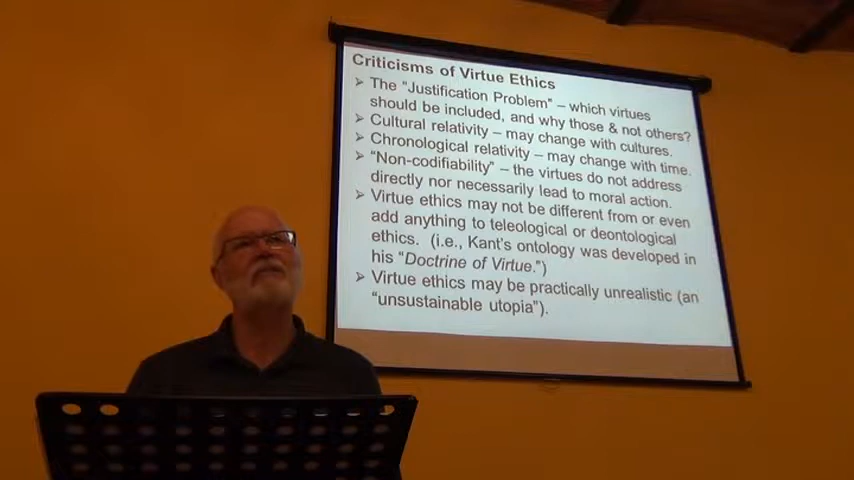 Criticisms of Virtue Ethics
➢ The "Justification Problem" – which virtues
should be included, and why those & not others?
➢ Cultural relativity – may change with cultures.
➢ Chronological relativity – may change with time.
➢ "Non-codifiability" – the virtues do not address
directly nor necessarily lead to moral action.
➢ Virtue ethics may not be different from or even
add anything to teleological or deontological
ethics. (i.e., Kant's ontology was developed in
his "Doctrine of Virtue.")
➢ Virtue ethics may be practically unrealistic (an
"unsustainable utopia").